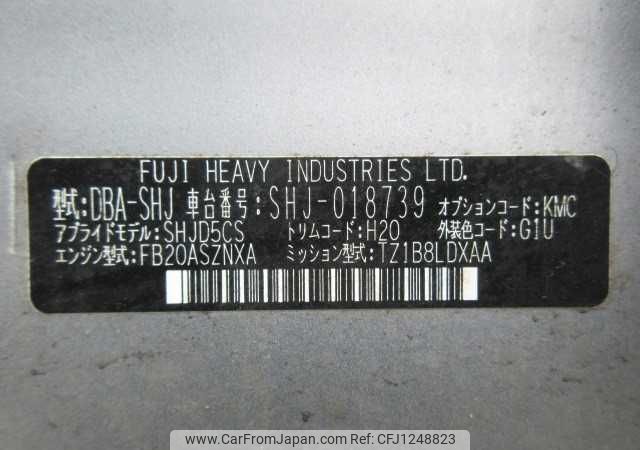 FUJI HEAVY INDUSTRIES LTD.
型式:DBA-SHJ 車台番号:SHJ-018739 オプションコード:KMC
アプライドモデル:SHJD5CS トリムコード:H20 外装色コード:G1U
エンジン型式:FB20ASZNXA ミッション型式:TZ1B8LDXAA
www.CarFromJapan.com | Reference No. CFJ1248823